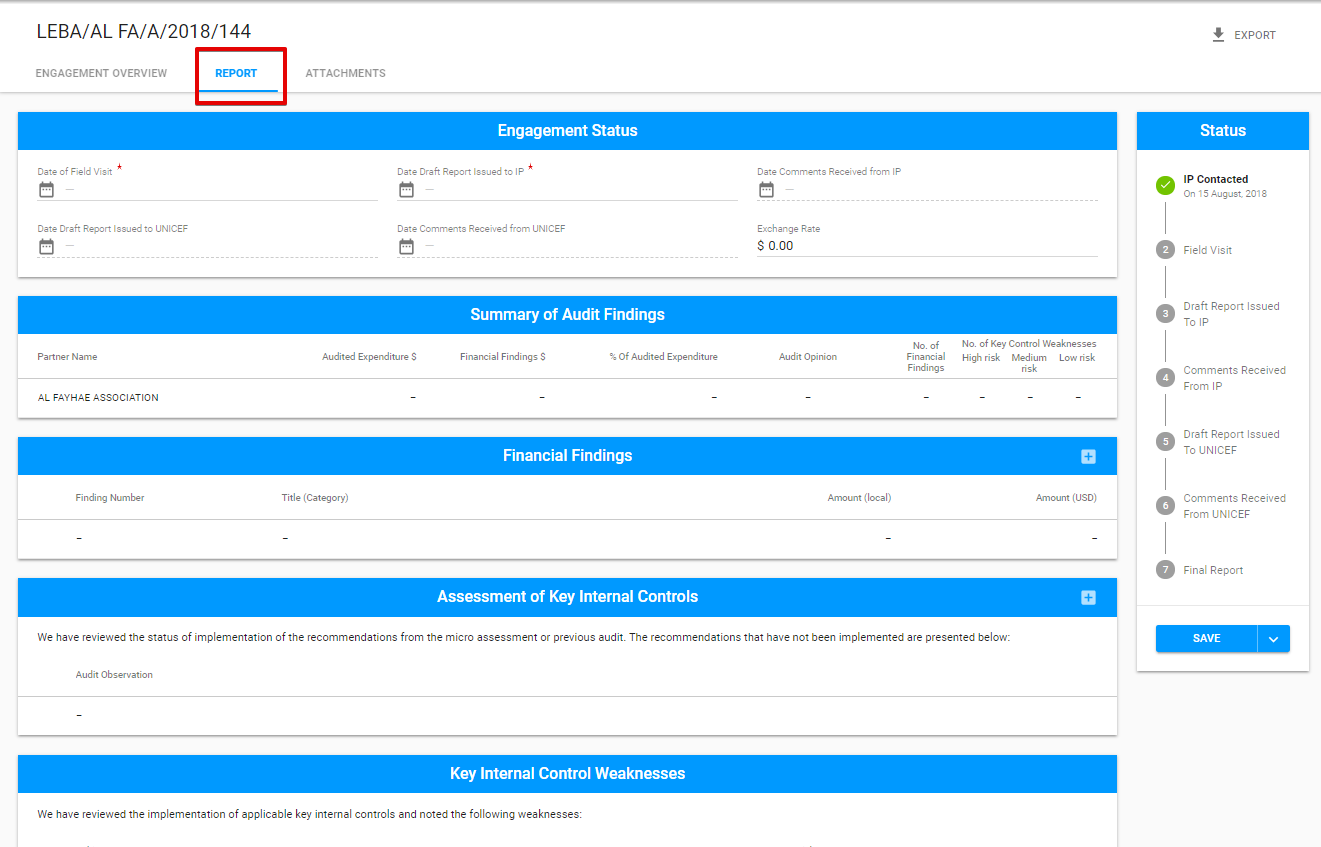 LEBA/AL FA/A/2018/144
EXPORT
ENGAGEMENT OVERVIEW
REPORT
ATTACHMENTS
Engagement Status
Date of Field Visit *
Date Draft Report Issued to IP *
Date Comments Received from IP
—
—
—
Date Draft Report Issued to UNICEF
Date Comments Received from UNICEF
Exchange Rate
—
—
$ 0.00
Summary of Audit Findings
Partner Name
Audited Expenditure $
Financial Findings $
% Of Audited Expenditure
Audit Opinion
No. of
Financial
Findings
No. of Key Control Weaknesses
High risk
Medium
risk
Low risk
AL FAYHAE ASSOCIATION
–
–
–
–
–
–
–
–
Financial Findings
Finding Number
Title (Category)
Amount (local)
Amount (USD)
–
–
–
–
Assessment of Key Internal Controls
We have reviewed the status of implementation of the recommendations from the micro assessment or previous audit. The recommendations that have not been implemented are presented below:
Audit Observation
–
Key Internal Control Weaknesses
We have reviewed the implementation of applicable key internal controls and noted the following weaknesses:
Status
IP Contacted
On 15 August, 2018
2
Field Visit
3
Draft Report Issued
To IP
4
Comments Received
From IP
5
Draft Report Issued
To UNICEF
6
Comments Received
From UNICEF
7
Final Report
SAVE